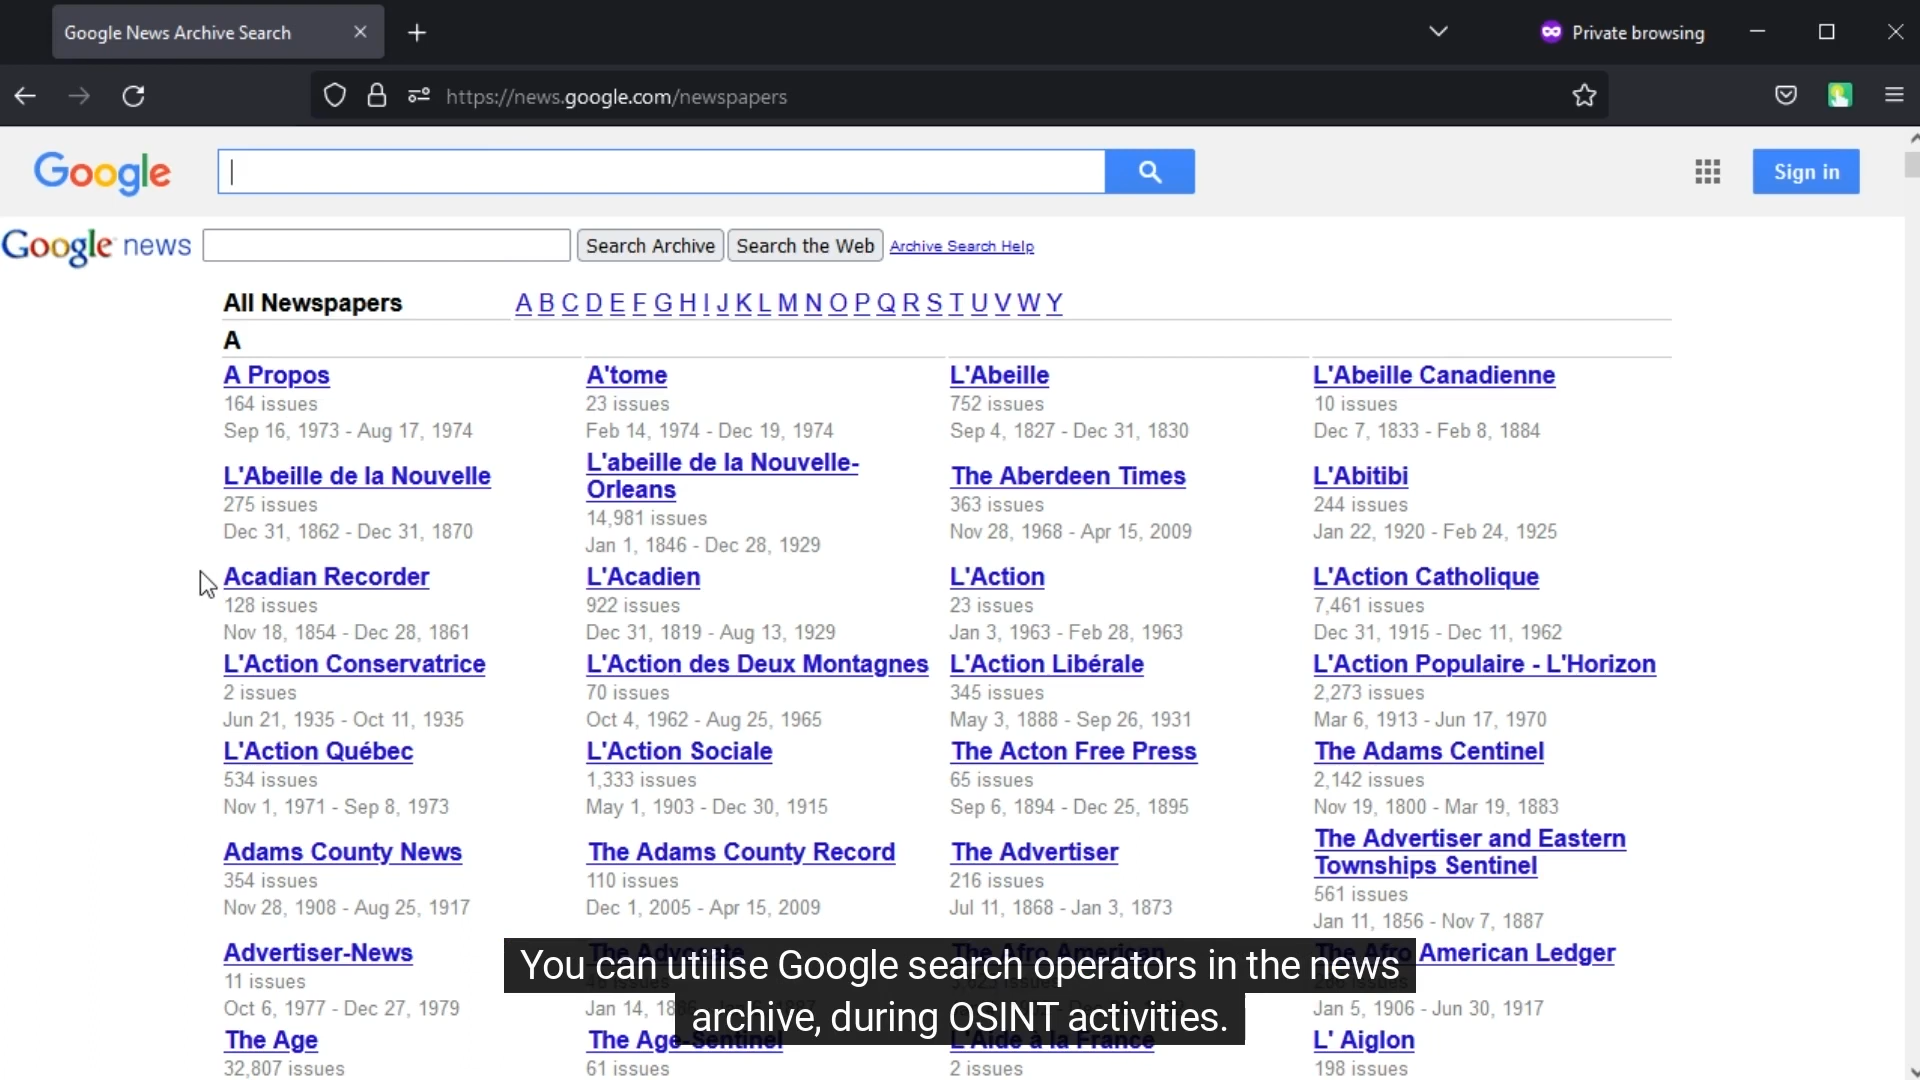 Google News Archive Search
Private browsing
https://news.google.com/newspapers
Google
Sign in
Google news
Search Archive
Search the Web
Archive Search Help
All Newspapers
A B C D E F G H I J K L M N O P Q R S T U V W Y
A
A Propos
164 issues
Sep 16, 1973 - Aug 17, 1974
A'tome
23 issues
Feb 14, 1974 - Dec 19, 1974
L'Abeille
752 issues
Sep 4, 1827 - Dec 31, 1830
L'Abeille Canadienne
10 issues
Dec 7, 1833 - Feb 8, 1884
L'Abeille de la Nouvelle
275 issues
Dec 31, 1862 - Dec 31, 1870
L'abeille de la Nouvelle-
Orleans
14,981 issues
Jan 1, 1846 - Dec 28, 1929
The Aberdeen Times
363 issues
Nov 28, 1968 - Apr 15, 2009
L'Abitibi
244 issues
Jan 22, 1920 - Feb 24, 1925
Acadian Recorder
128 issues
Nov 18, 1854 - Dec 28, 1861
L'Acadien
922 issues
Dec 31, 1819 - Aug 13, 1929
L'Action
23 issues
Jan 3, 1963 - Feb 28, 1963
L'Action Catholique
7,461 issues
Dec 31, 1915 - Dec 11, 1962
L'Action Conservatrice
2 issues
Jun 21, 1935 - Oct 11, 1935
L'Action des Deux Montagnes
70 issues
Oct 4, 1962 - Aug 25, 1965
L'Action Libérale
345 issues
May 3, 1888 - Sep 26, 1931
L'Action Populaire - L'Horizon
2,273 issues
Mar 6, 1913 - Jun 17, 1970
L'Action Québec
534 issues
Nov 1, 1971 - Sep 8, 1973
L'Action Sociale
1,333 issues
May 1, 1903 - Dec 30, 1915
The Acton Free Press
65 issues
Sep 6, 1894 - Dec 25, 1895
The Adams Centinel
2,142 issues
Nov 19, 1800 - Mar 19, 1883
Adams County News
354 issues
Nov 28, 1908 - Aug 25, 1917
The Adams County Record
110 issues
Dec 1, 2005 - Apr 15, 2009
The Advertiser
216 issues
Jul 11, 1868 - Jan 3, 1873
The Advertiser and Eastern
Townships Sentinel
561 issues
Jan 11, 1856 - Nov 7, 1887
Advertiser-News
11 issues
Oct 6, 1977 - Dec 27, 1979
The Advocate
issues
Jan 14,
The Afro American
The Afro American Ledger
issues
Jan 5, 1906 - Jun 30, 1917
You can utilise Google search operators in the news
archive, during OSINT activities.
The Age
32,807 issues
The Age-Sentinel
61 issues
L'Aide à la France
2 issues
L' Aiglon
198 issues